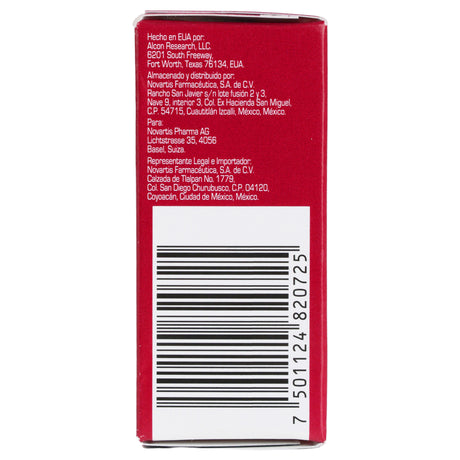 Hecho en EUA por:
Alcon Research, LLC.
6201 South Freeway,
Fort Worth, Texas 76134, EUA.
Almacenado y distribuido por:
Novartis Farmacéutica, S.A. de C.V.
Rancho San Javier s/n lote fusión 2 y 3,
Nave 9, interior 3, Col. Ex Hacienda San Miguel,
C.P. 54715, Cuautitlán Izcalli, México, México.
Para:
Novartis Pharma AG
Lichtstrasse 35, 4056
Basel, Suiza.
Representante Legal e Importador:
Novartis Farmacéutica, S.A. de C.V.
Calzada de Tlalpan No. 1779,
Col. San Diego Churubusco, C.P. 04120,
Coyoacán, Ciudad de México, México.
7 501124 820725